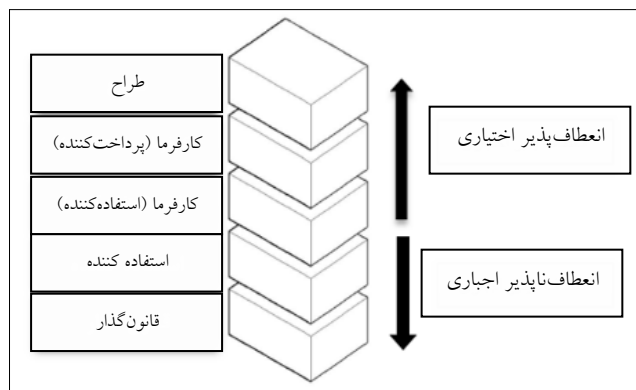 طراح
کارفرما (پرداخت‌کننده)
کارفرما (استفاده‌کننده)
استفاده کننده
قانون‌گذار
انعطاف‌پذیر اختیاری
انعطاف‌ناپذیر اجباری